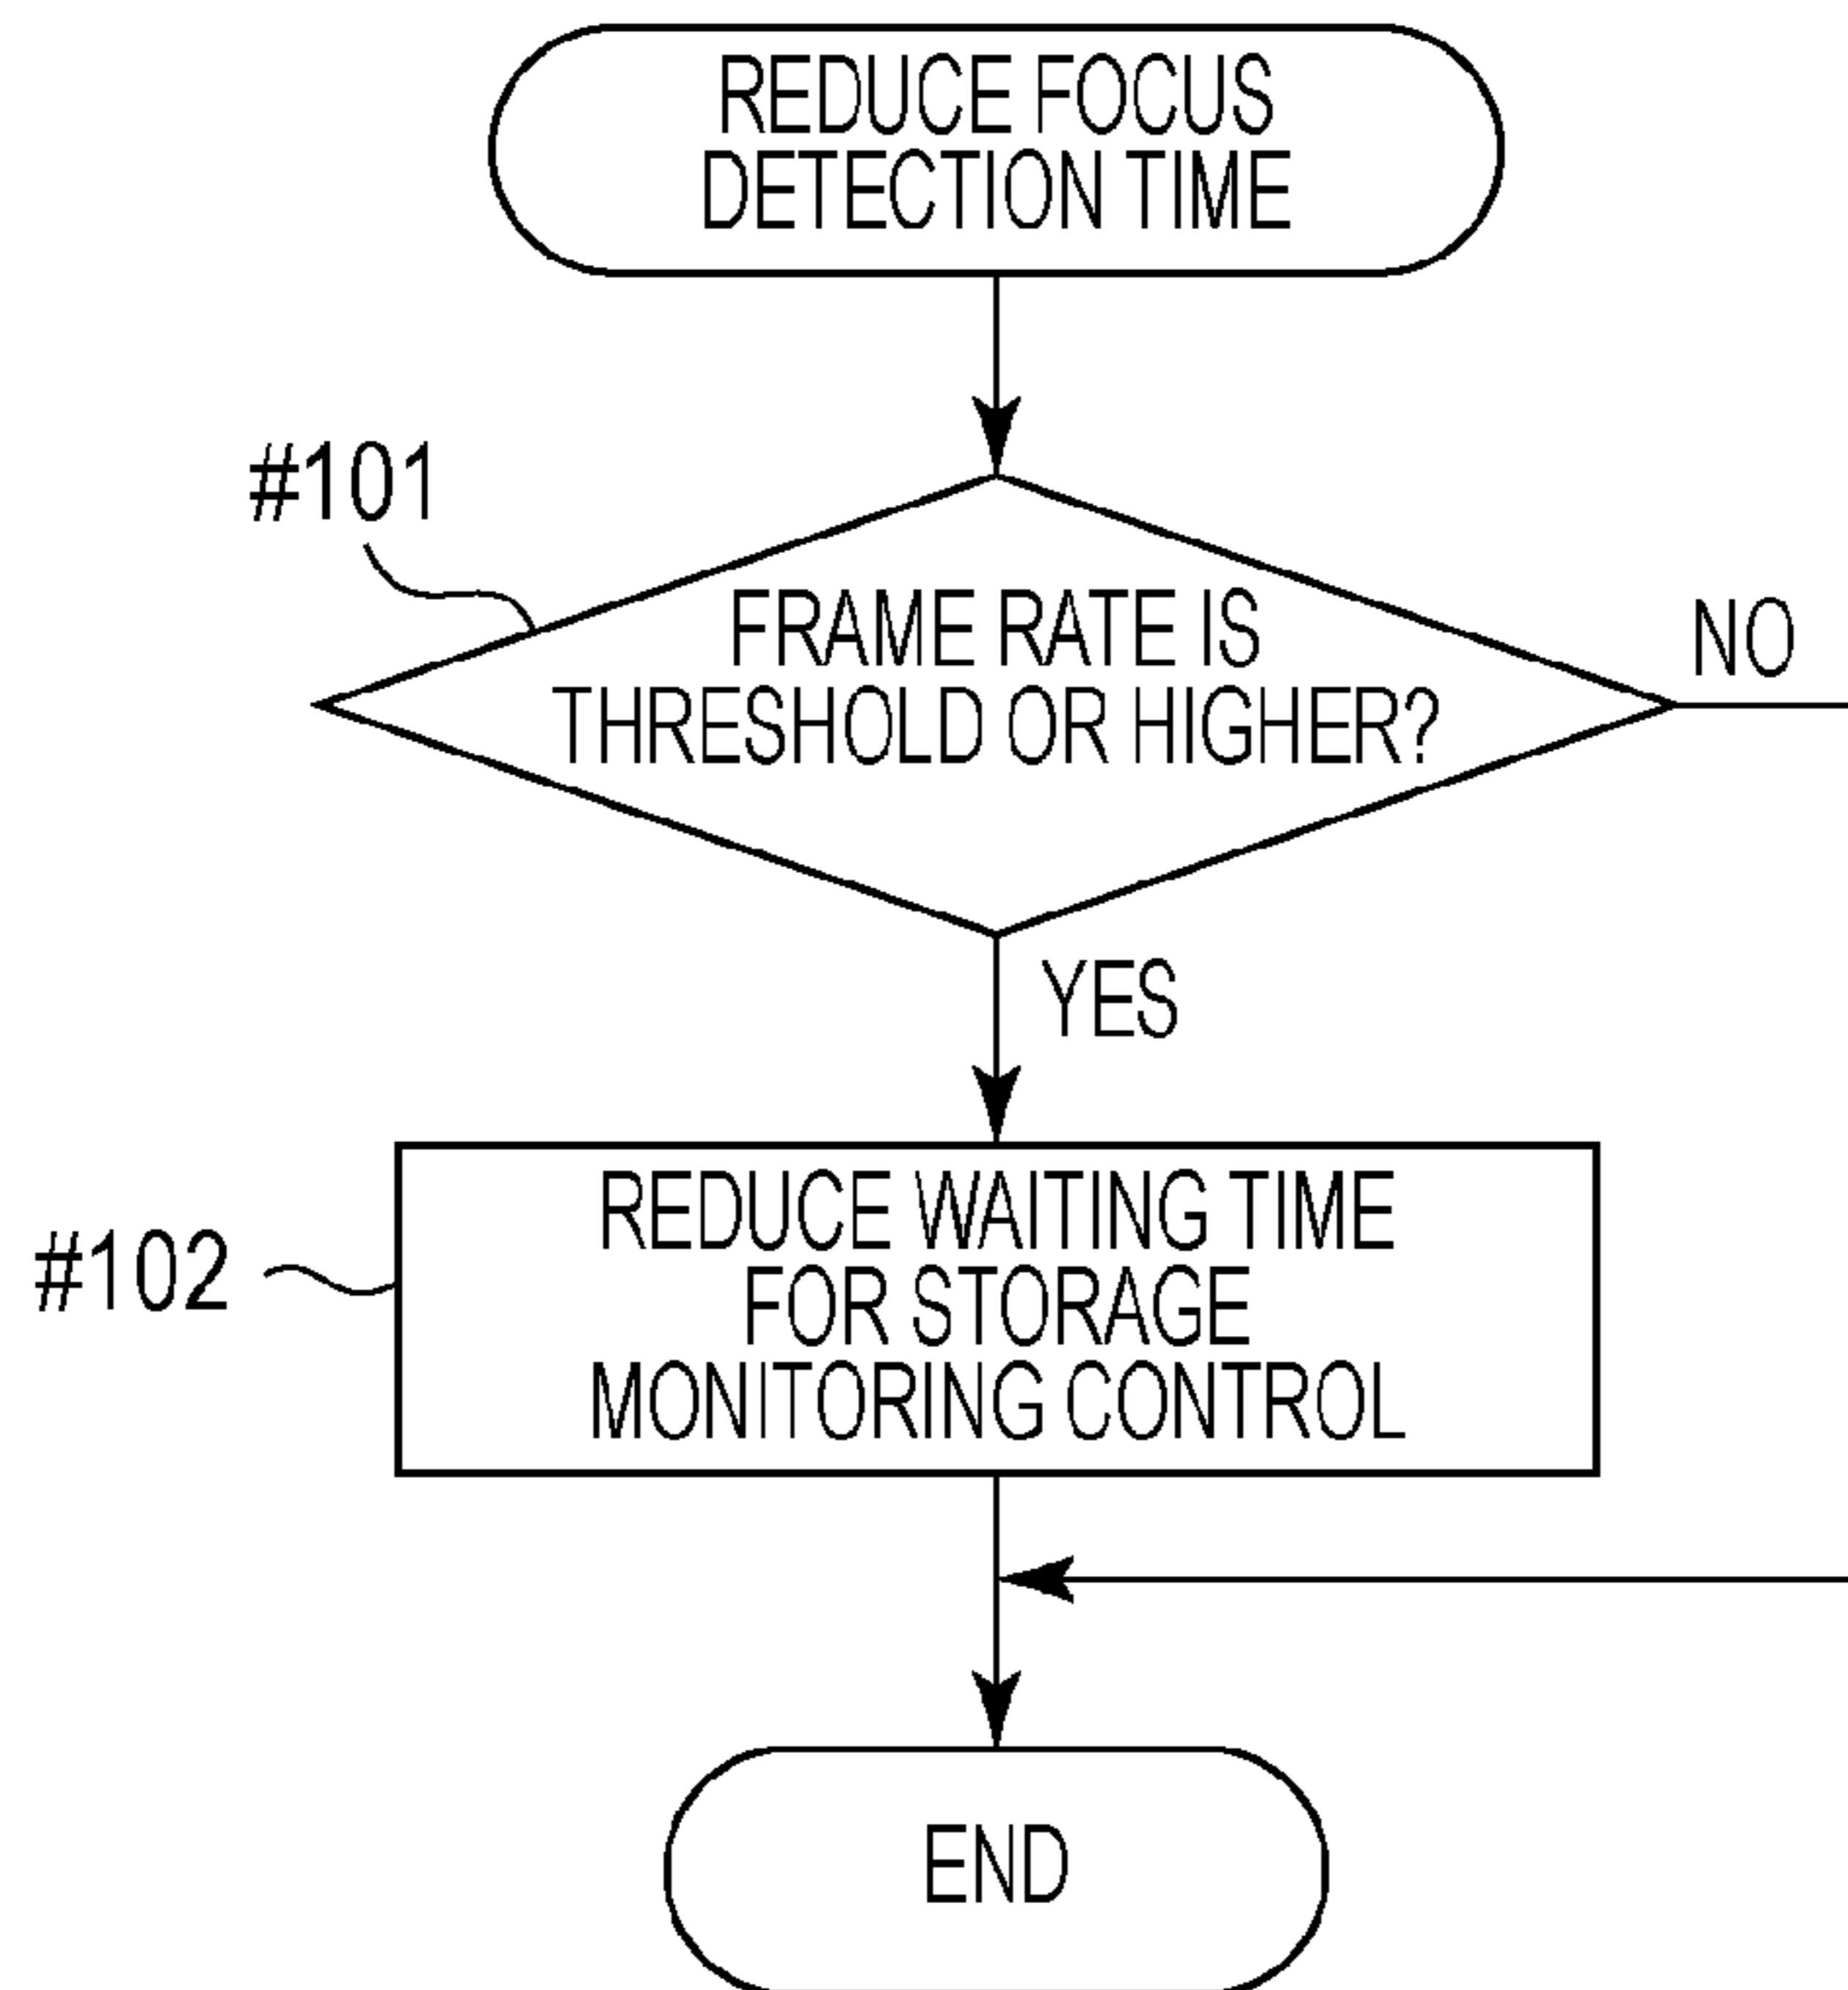 REDUCE FOCUS
DETECTION TIME
#101
FRAME RATE IS
THRESHOLD OR HIGHER?
NO
YES
#102
REDUCE WAITING TIME
FOR STORAGE
MONITORING CONTROL
END